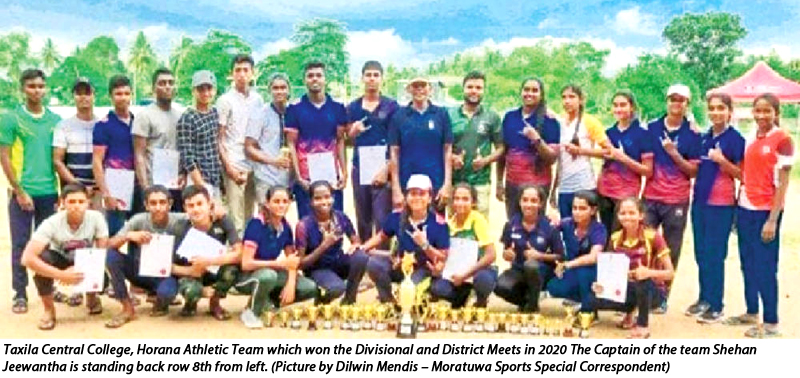 Taxila Central College, Horana Athletic Team which won the Divisional and District Meets in 2020 The Captain of the team Shehan
Jeewantha is standing back row 8th from left. (Picture by Dilwin Mendis – Moratuwa Sports Special Correspondent)